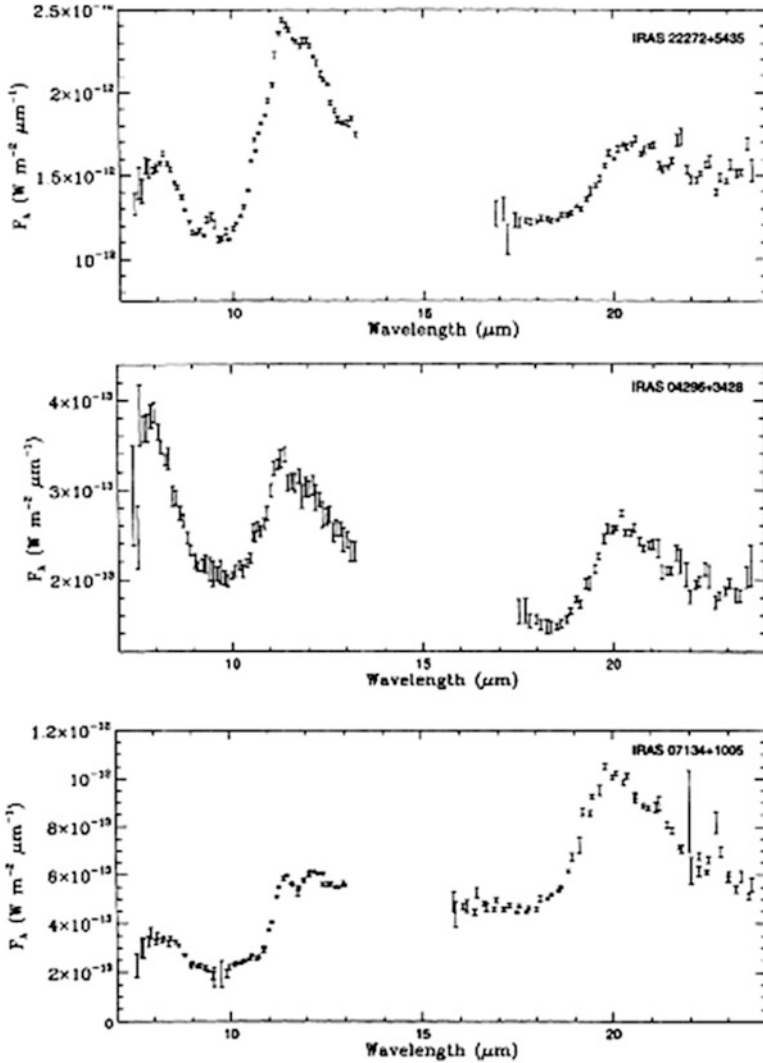 2.5×10
IRAS 22272+5435
2×10⁻¹²
1.5×10⁻¹²
10⁻¹²
F_λ (W m⁻² μm⁻¹)
10 15 20
Wavelength (μm)
4×10⁻¹³
IRAS 04296+3428
3×10⁻¹³
2×10⁻¹³
F_λ (W m⁻² μm⁻¹)
10 15 20
Wavelength (μm)
1.2×10⁻¹²
IRAS 07134+1005
10⁻¹²
8×10⁻¹³
6×10⁻¹³
4×10⁻¹³
2×10⁻¹³
0
F_λ (W m⁻² μm⁻¹)
10 15 20
Wavelength (μm)